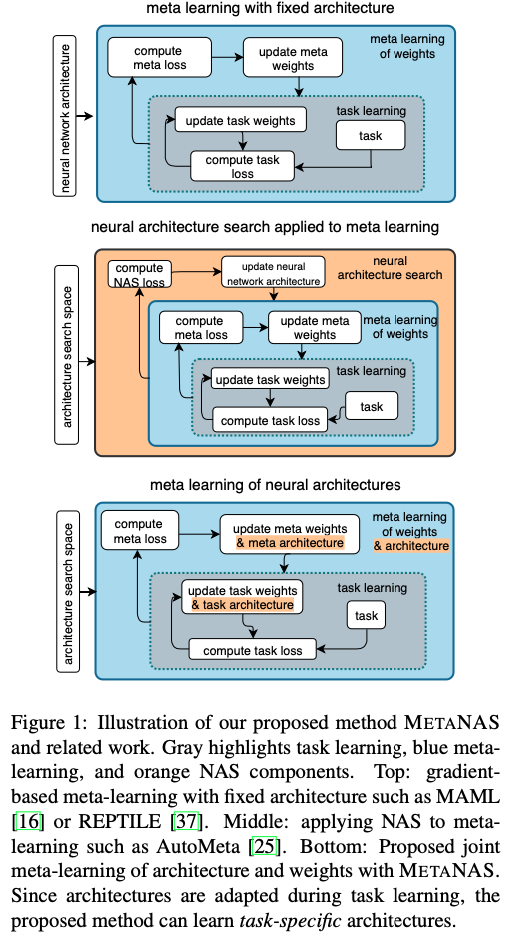 meta learning with fixed architecture
neural network architecture
compute
meta loss
update meta
weights
meta learning
of weights
task learning
update task weights
task
compute task
loss
neural architecture search applied to meta learning
architecture search space
compute
NAS loss
update neural
network architecture
neural
architecture search
compute
meta loss
update meta
weights
meta learning
of weights
task learning
update task weights
task
compute task loss
meta learning of neural architectures
architecture search space
compute
meta loss
update meta weights
& meta architecture
meta learning
of weights
& architecture
task learning
update task weights
& task architecture
task
compute task loss
Figure 1: Illustration of our proposed method METANAS
and related work. Gray highlights task learning, blue meta-
learning, and orange NAS components. Top: gradient-
based meta-learning with fixed architecture such as MAML
[16] or REPTILE [37]. Middle: applying NAS to meta-
learning such as AutoMeta [25]. Bottom: Proposed joint
meta-learning of architecture and weights with METANAS.
Since architectures are adapted during task learning, the
proposed method can learn task-specific architectures.